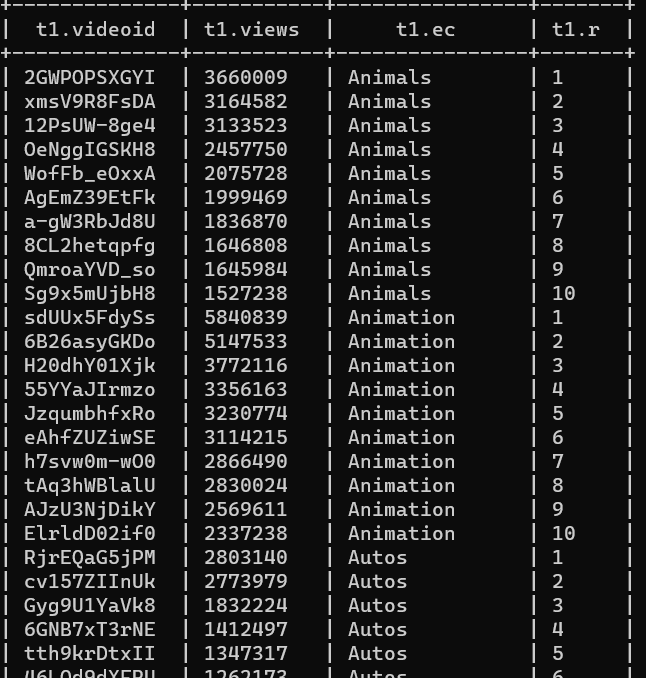 | t1.videoid | t1.views | t1.ec | t1.r |
| 2GWPOPSXGYI | 3660009 | Animals | 1 |
| xmsV9R8FsDA | 3164582 | Animals | 2 |
| 12PsUW-8ge4 | 3133523 | Animals | 3 |
| OeNggIGSKH8 | 2457750 | Animals | 4 |
| WofFb_eOxxA | 2075728 | Animals | 5 |
| AgEmZ39EtFk | 1999469 | Animals | 6 |
| a-gW3RbJd8U | 1836870 | Animals | 7 |
| 8CL2hetqpfg | 1646808 | Animals | 8 |
| QmroaYVD_so | 1645984 | Animals | 9 |
| Sg9x5mUjbH8 | 1527238 | Animals | 10 |
| sdUUx5FdySs | 5840839 | Animation | 1 |
| 6B26asyGKDo | 5147533 | Animation | 2 |
| H20dhY01Xjk | 3772116 | Animation | 3 |
| 55YYaJIrmzo | 3356163 | Animation | 4 |
| JzqumbhfxRo | 3230774 | Animation | 5 |
| eAhfZUZiwSE | 3114215 | Animation | 6 |
| h7svw0m-wO0 | 2866490 | Animation | 7 |
| tAq3hWBlalU | 2830024 | Animation | 8 |
| AJzU3NjDikY | 2569611 | Animation | 9 |
| ElrldD02if0 | 2337238 | Animation | 10 |
| RjrEQaG5jPM | 2803140 | Autos | 1 |
| cv157ZIInUk | 2773979 | Autos | 2 |
| Gyg9U1YaVk8 | 1832224 | Autos | 3 |
| 6GNB7xT3rNE | 1412497 | Autos | 4 |
| tth9krDtxII | 1347317 | Autos | 5 |
| 1262173 | Autos | 6 |